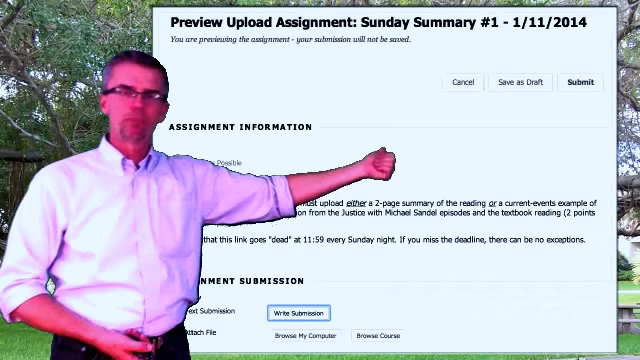 Preview Upload Assignment: Sunday Summary #1 - 1/11/2014
You are previewing the assignment - your submission will not be saved.
Cancel Save as Draft Submit
ASSIGNMENT INFORMATION
Possible
must upload either a 2-page summary of the reading or a current-events example of
from the Justice with Michael Sandel episodes and the textbook reading (2 points
that this link goes "dead" at 11:59 every Sunday night. If you miss the deadline, there can be no exceptions.
SUBMISSION
Submission Write Submission
Attach File Browse My Computer Browse Course